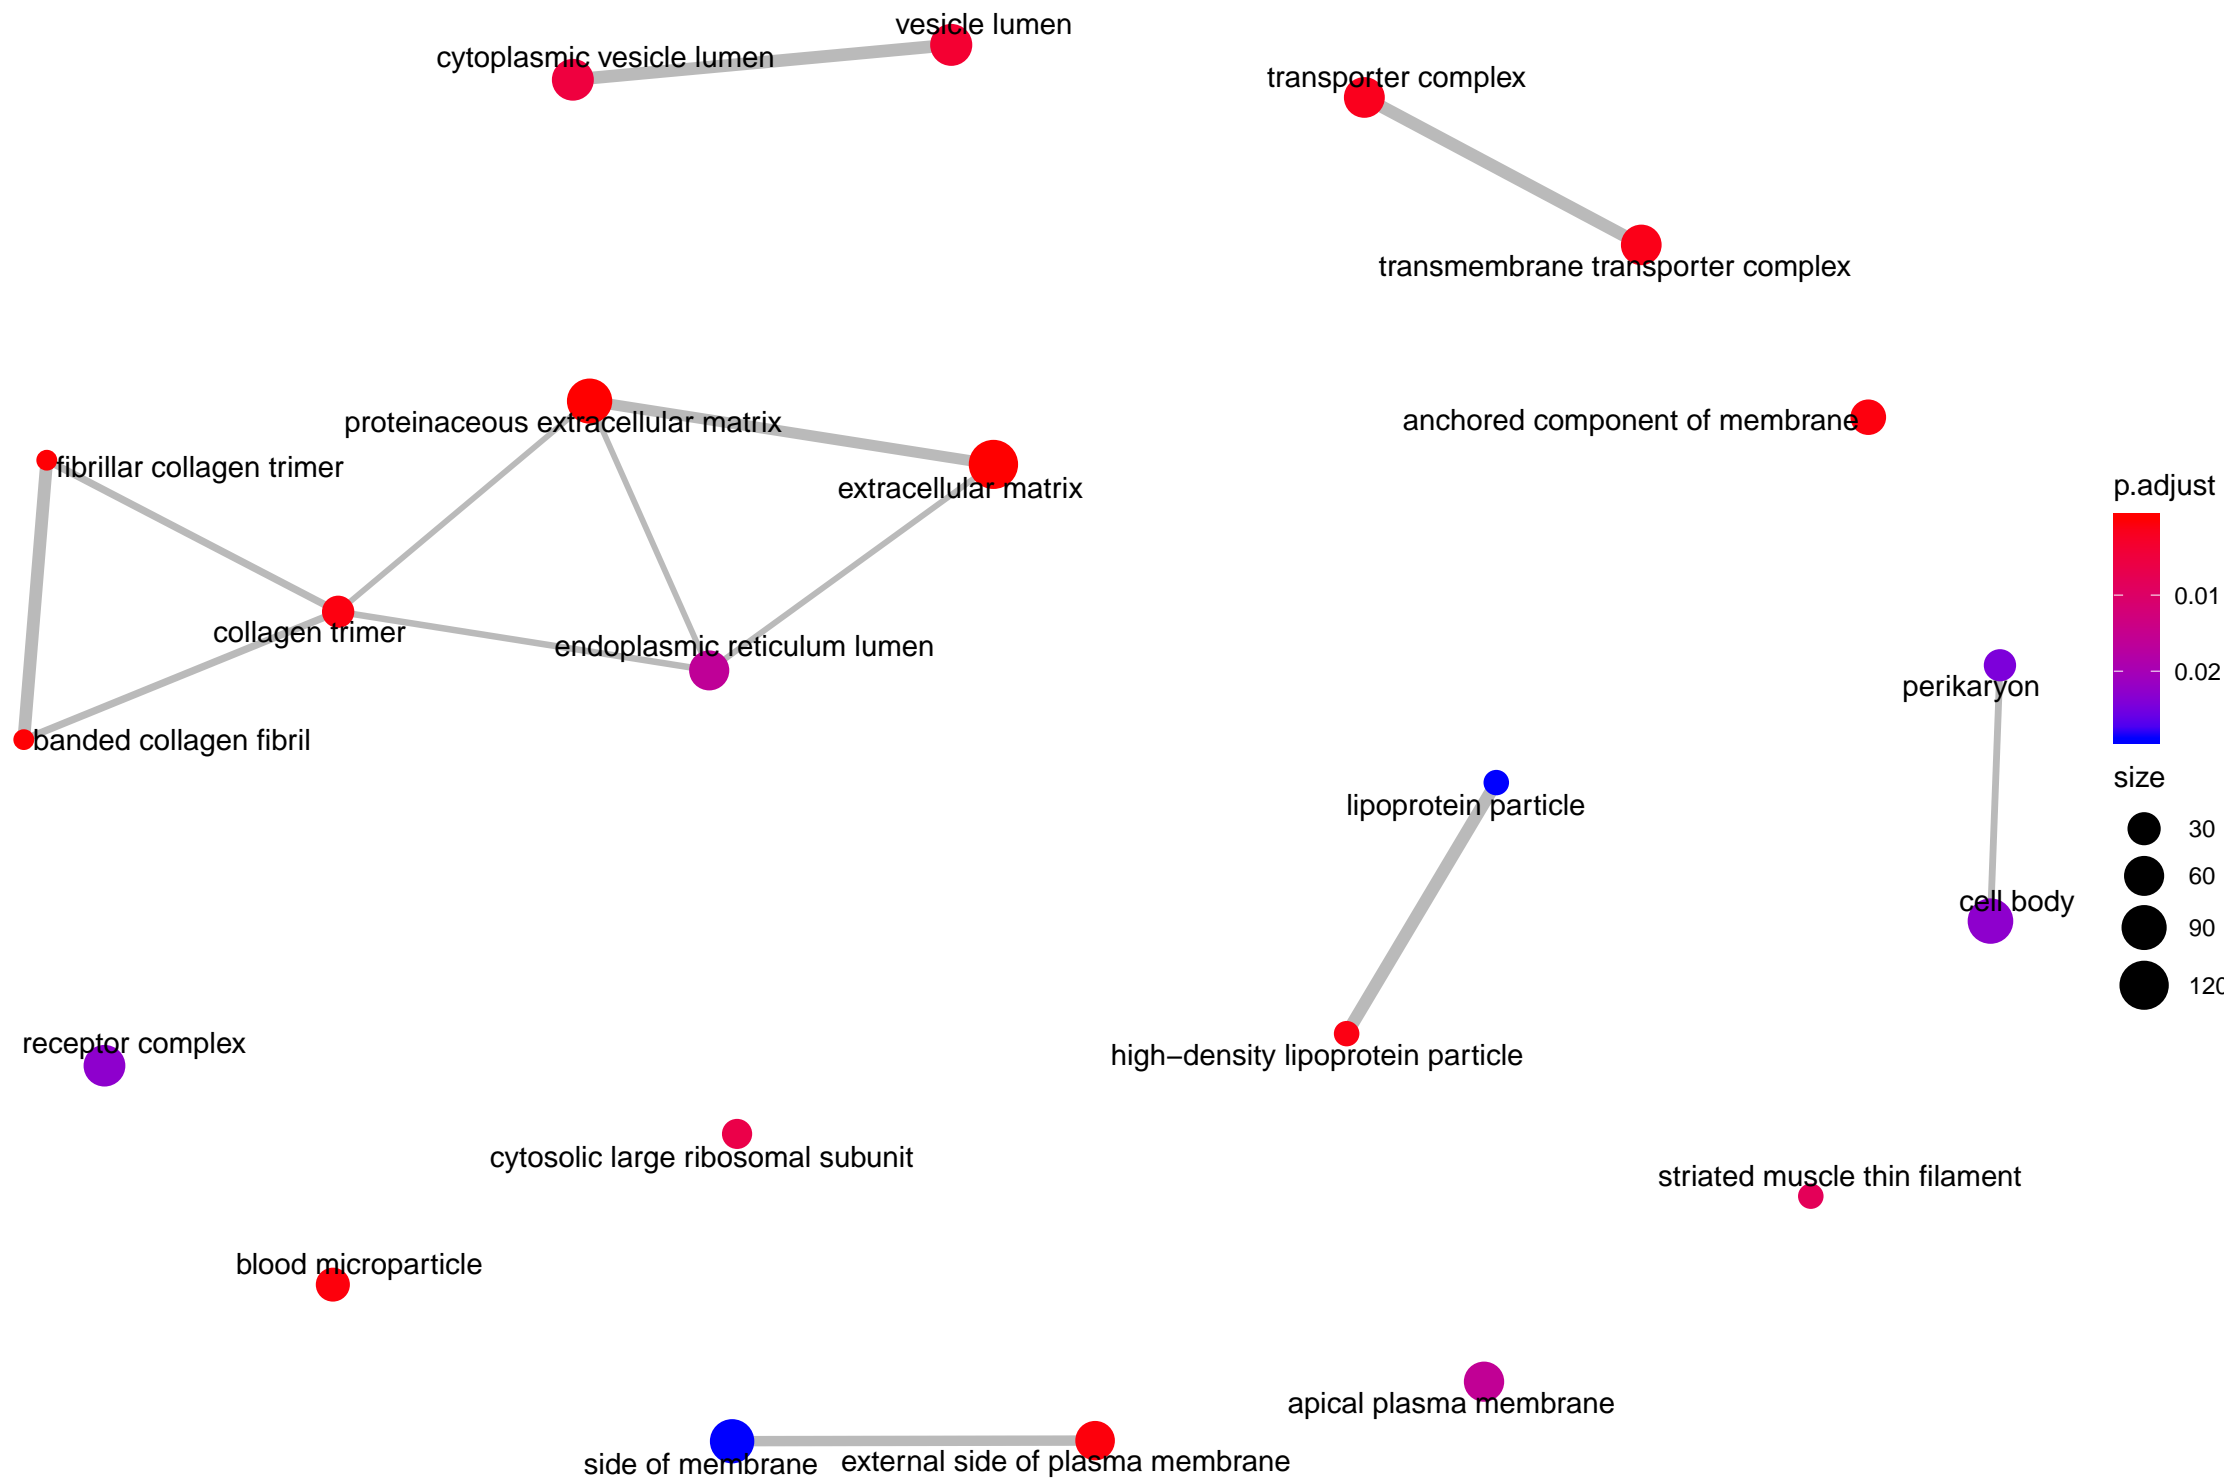 vesicle lumen
cytoplasmic vesicle lumen
transporter complex
transmembrane transporter complex
proteinaceous extracellular matrix
anchored component of membrane
fibrillar collagen trimer
extracellular matrix
p.adjust
0.01
0.02
collagen trimer
endoplasmic reticulum lumen
perikaryon
banded collagen fibril
size
30
60
90
120
lipoprotein particle
cell body
receptor complex
high−density lipoprotein particle
cytosolic large ribosomal subunit
striated muscle thin filament
blood microparticle
apical plasma membrane
side of membrane
external side of plasma membrane